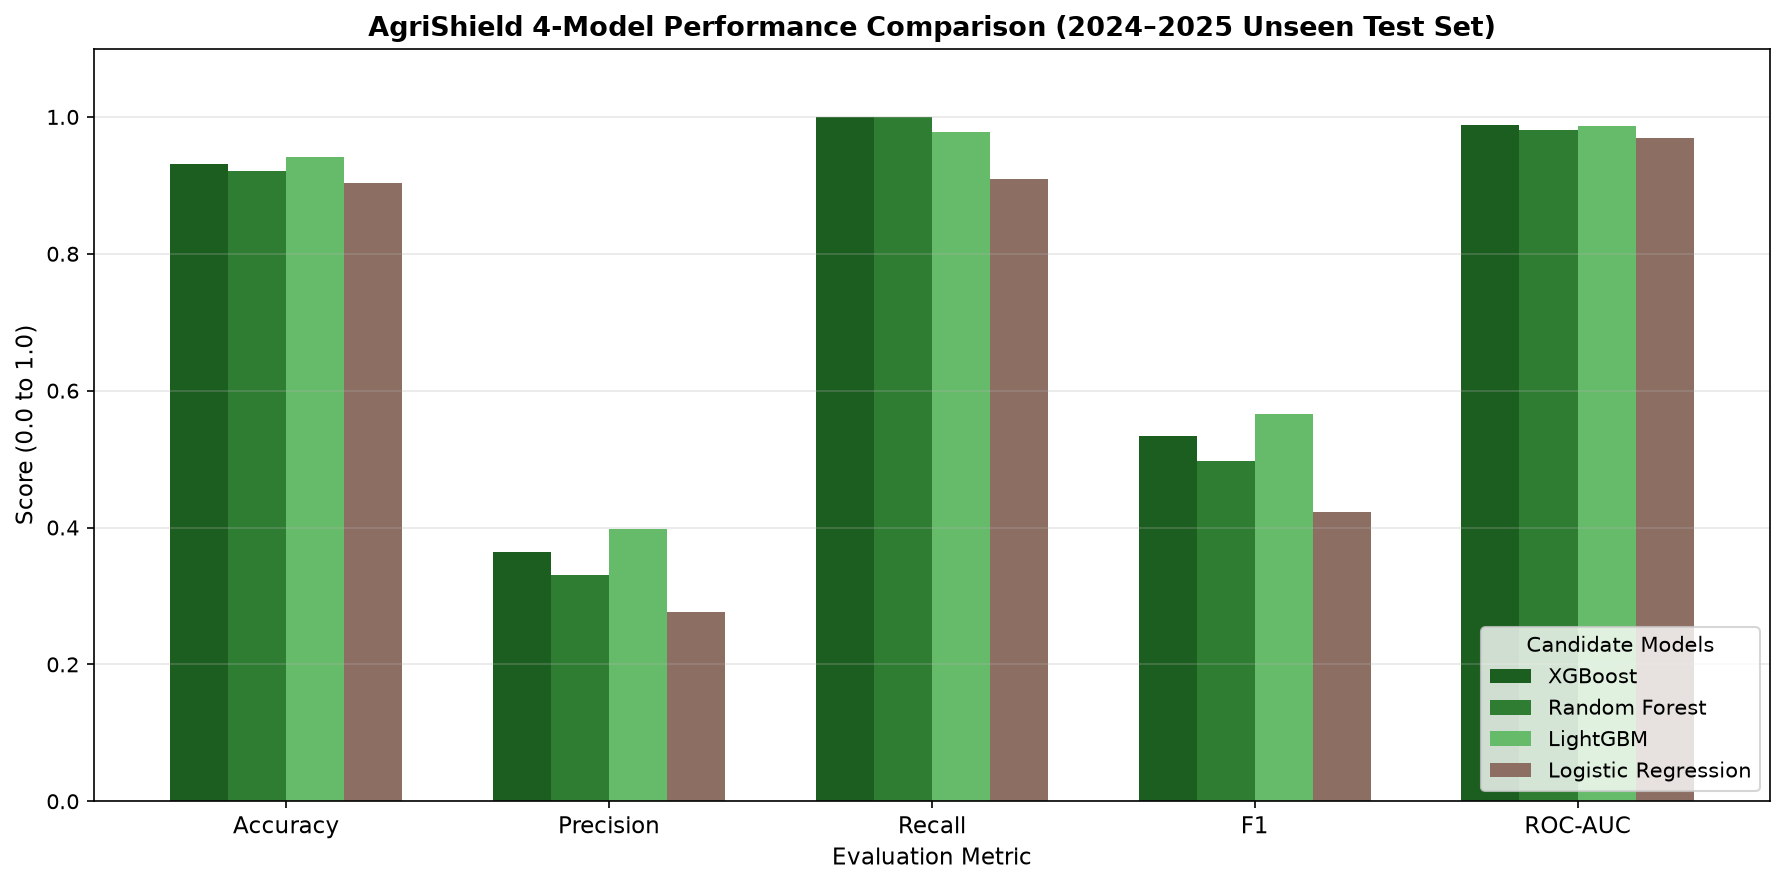 AgriShield 4-Model Performance Comparison (2024–2025 Unseen Test Set)
Score (0.0 to 1.0)
1.0
0.8
0.6
0.4
0.2
0.0
Accuracy
Precision
Recall
F1
ROC-AUC
Evaluation Metric
Candidate Models
XGBoost
Random Forest
LightGBM
Logistic Regression